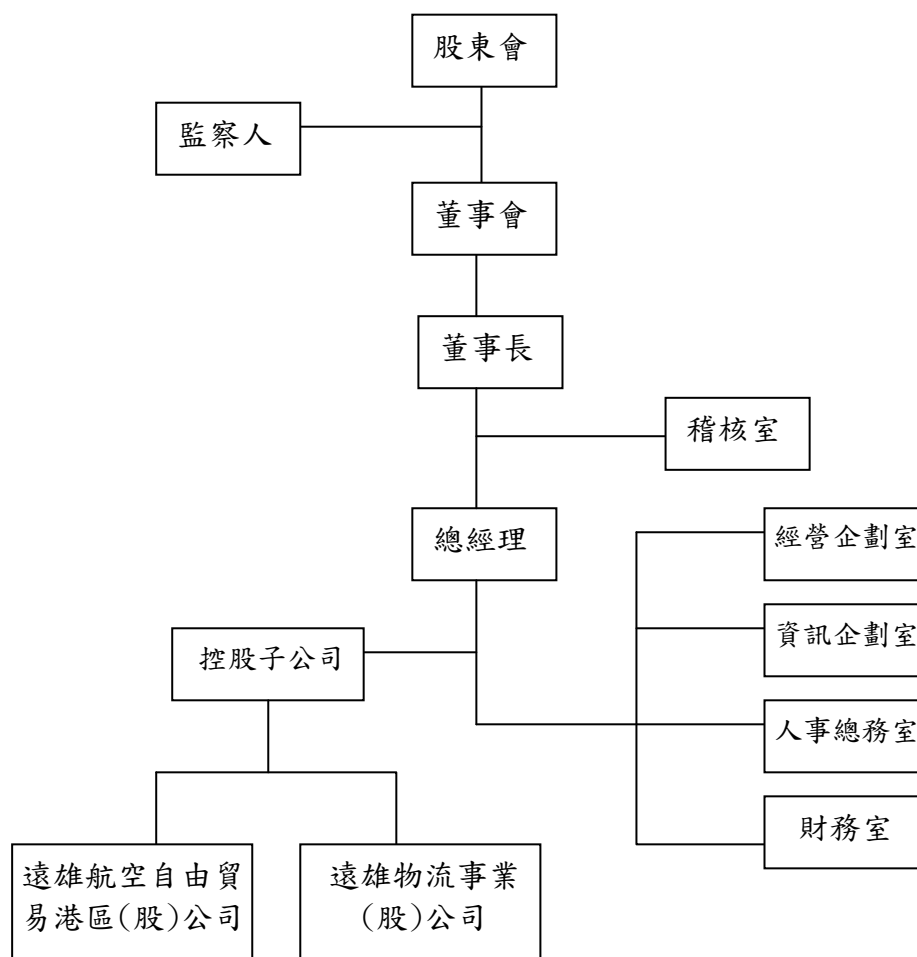 股東會
監察人
董事會
董事長
稽核室
總經理
經營企劃室
資訊企劃室
控股子公司
人事總務室
財務室
遠雄航空自由貿
易港區(股)公司
遠雄物流事業
(股)公司